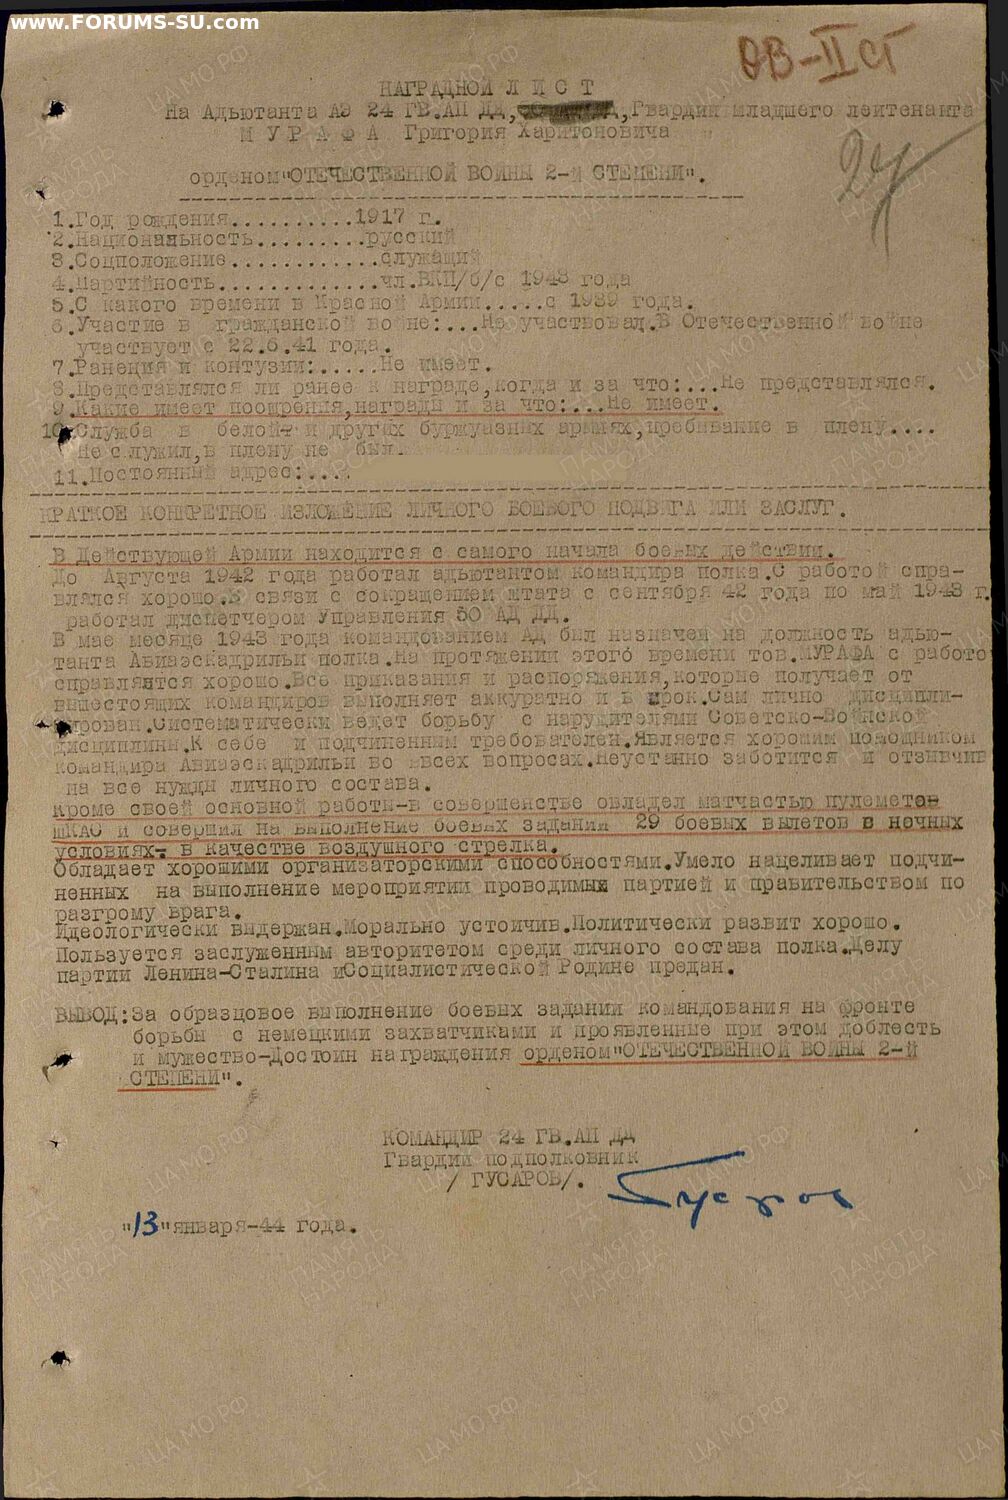 www.FORUMS-SU.com
ОВ-II СТ
27
НАГРАДНОЙ Л И С Т
На Адъютанта АЭ 24 ГВ.АП ДД, Гвардии младшего лейтенанта
М У Р А Ф А Григория Харитоновича
орденом"ОТЕЧЕСТВЕННОЙ ВОЙНЫ 2-й СТЕПЕНИ".
1.Год рождения..........1917 г.
2.Национальность.........русский
3.Соцположение............служащий
4.Партийность.............чл.ВКП/б/с 1943 года
5.С какого времени в Красной Армии.....с 1939 года.
6.Участие в гражданской войне:...Не участвовал.В Отечественной войне
участвует с 22.6.41 года.
7.Ранения и контузии:......Не имеет.
8.Представлялся ли ранее к награде,когда и за что:...Не представлялся.
9.Какие имеет поощрения,награды и за что:...Не имеет.
10.Служба в белой и других буржуазных армиях,пребывание в плену....
Не служил,в плену не был.
11.Постоянный адрес:....
КРАТКОЕ КОНКРЕТНОЕ ИЗЛОЖЕНИЕ ЛИЧНОГО БОЕВОГО ПОДВИГА ИЛИ ЗАСЛУГ.
В Действующей Армии находится с самого начала боевых действий.
До Августа 1942 года работал адъютантом командира полка.С работой спра-
влялся хорошо.В связи с сокращением штата с сентября 42 года по май 1943 г.
работал диспетчером Управления 50 АД ДД.
В мае месяце 1943 года командованием АД был назначен на должность адъю-
танта Авиаэскадрильи полка.На протяжении этого времени тов.МУРАФА с работо
справляятся хорошо.Все приказания и распоряжения,которые получает от
вышестоящих командиров выполняет аккуратно и в срок.Сам лично дисципли-
нирован.Систематически ведет борьбу с нарушителями Советско-Воинской
дисциплины.К себе и подчиненным требователен.Является хорошим помощником
командира Авиаэскадрильи во всех вопросах.Неустанно заботится и отзывчив
на все нужды личного состава.
Кроме своей основной работы-в совершенстве овладел матчастью пулеметов
ШКАС и совершил на выполнение боевых заданий 29 боевых вылетов в ночных
условиях- в качестве воздушного стрелка.
Обладает хорошими организаторскими способностями.Умело нацеливает подчи-
ненных на выполнение мероприятий проводимых партией и правительством по
разгрому врага.
Идеологически выдержан.Морально устойчив.Политически развит хорошо.
Пользуется заслуженным авторитетом среди личного состава полка.Делу
партии Ленина-Сталина иСоциалистической Родине предан.
ВЫВОД:За образцовое выполнение боевых заданий командования на фронте
борьбы с немецкими захватчиками и проявленные при этом доблесть
и мужество-Достоин награждения орденом"ОТЕЧЕСТВЕННОЙ ВОЙНЫ 2-й
СТЕПЕНИ".
КОМАНДИР 24 ГВ.АП ДД
Гвардии подполковник
/ ГУСАРОВ/.
Гусаров
"13"января-44 года.